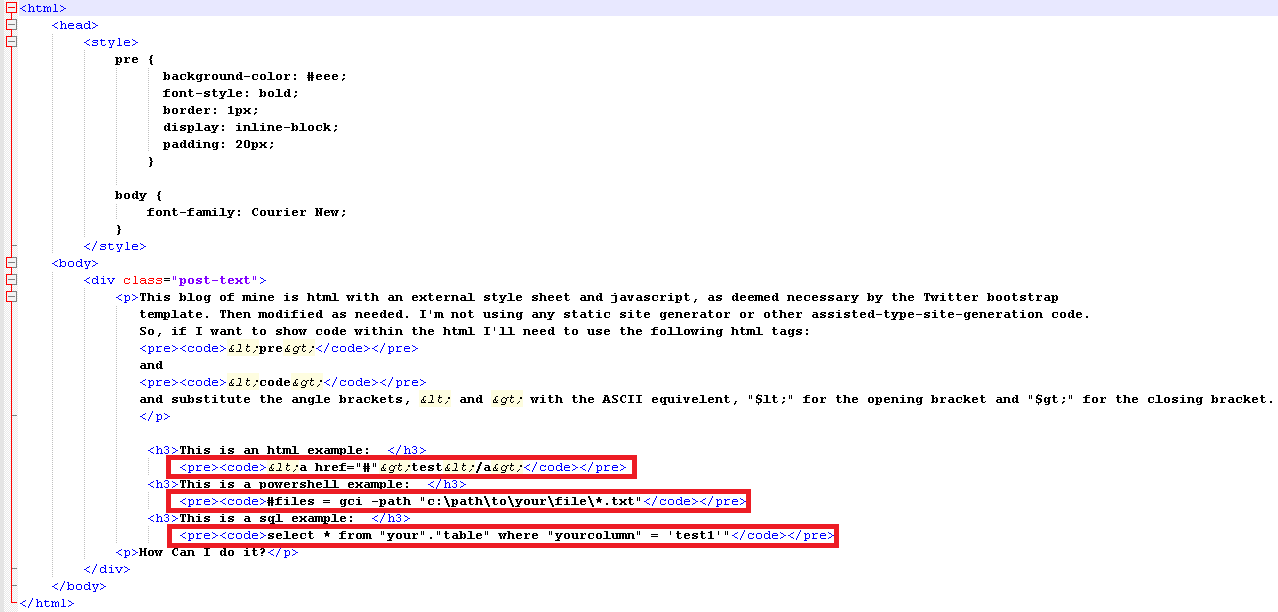 <html>
<head>
<style>
pre {
background-color: #eee;
font-style: bold;
border: 1px;
display: inline-block;
padding: 20px;
}
body {
font-family: Courier New;
}
</style>
<body>
<div class="post-text">
<p>This blog of mine is html with an external style sheet and javascript, as deemed necessary by the Twitter bootstrap
template. Then modified as needed. I'm not using any static site generator or other assisted-type-site-generation code.
So, if I want to show code within the html I'll need to use the following html tags:
<pre><code>&lt;pre&gt;</code></pre>
and
<pre><code>&lt;code&gt;</code></pre>
and substitute the angle brackets, &lt; and &gt; with the ASCII equivelent, "$lt;" for the opening bracket and "$gt;" for the closing bracket.
</p>
<h3>This is an html example:  </h3>
<pre><code>&lt;a href="#"&gt;test&lt;/a&gt;</code></pre>
<h3>This is a powershell example:  </h3>
<pre><code>#files = gci -path "c:\path\to\your\file\*.txt"</code></pre>
<h3>This is a sql example:  </h3>
<pre><code>select * from "your"."table" where "yourcolumn" = 'test1'"</code></pre>
<p>How Can I do it?</p>
</div>
</body>
</html>